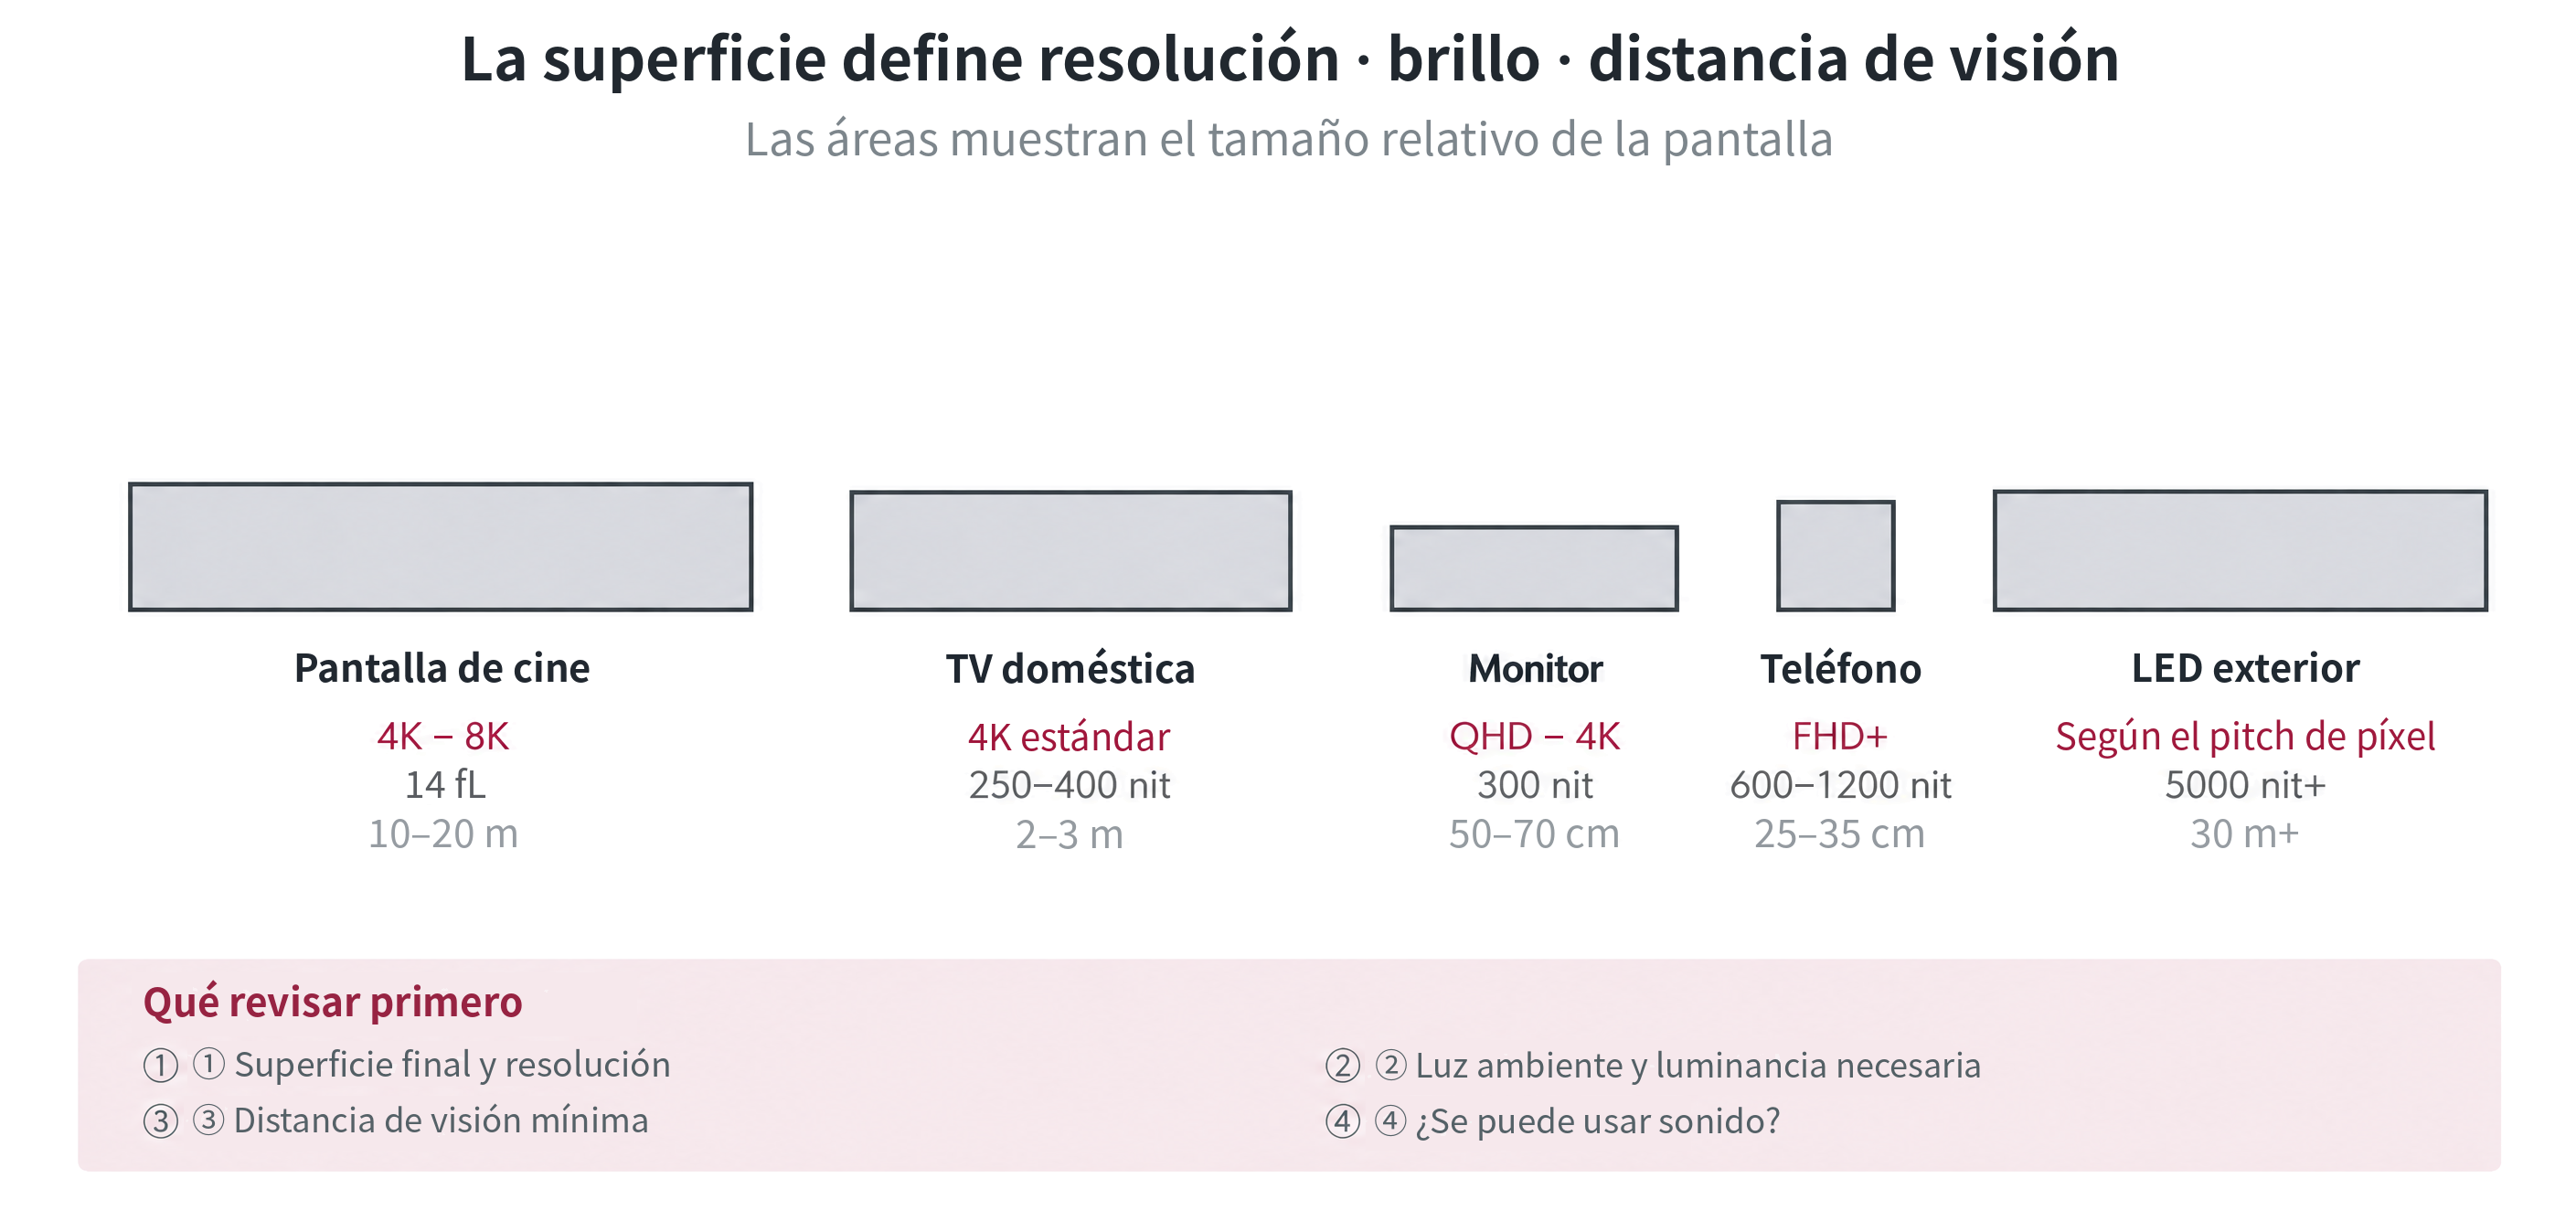 La superficie define resolución · brillo · distancia de visión
Las áreas muestran el tamaño relativo de la pantalla
Pantalla de cine
4K – 8K
14 fL
10–20 m
TV doméstica
4K estándar
250–400 nit
2–3 m
Monitor
QHD – 4K
300 nit
50–70 cm
Teléfono
FHD+
600–1200 nit
25–35 cm
LED exterior
Según el pitch de píxel
5000 nit+
30 m+
Qué revisar primero
① ① Superficie final y resolución
② ② Luz ambiente y luminancia necesaria
③ ③ Distancia de visión mínima
④ ④ ¿Se puede usar sonido?